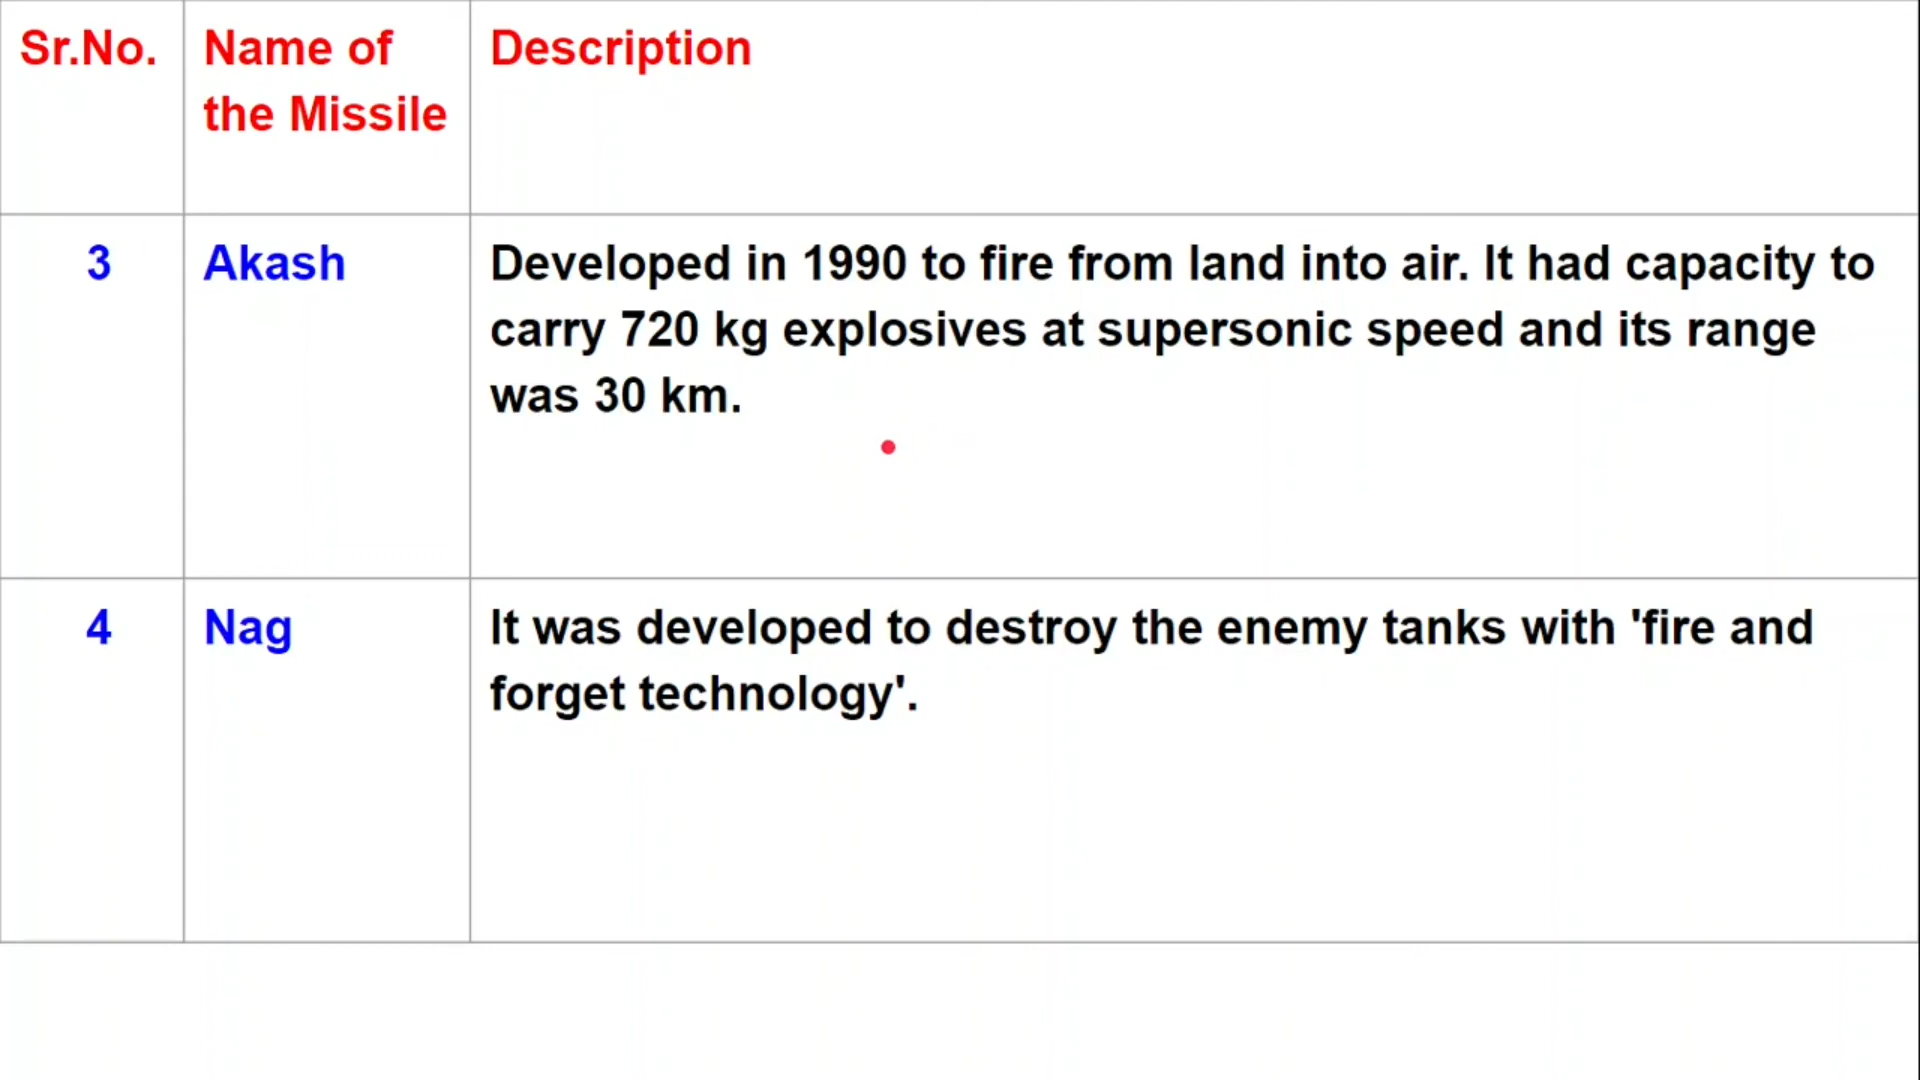 Sr.No.
Name of
the Missile
Description
3
Akash
Developed in 1990 to fire from land into air. It had capacity to
carry 720 kg explosives at supersonic speed and its range
was 30 km.
4
Nag
It was developed to destroy the enemy tanks with 'fire and
forget technology'.